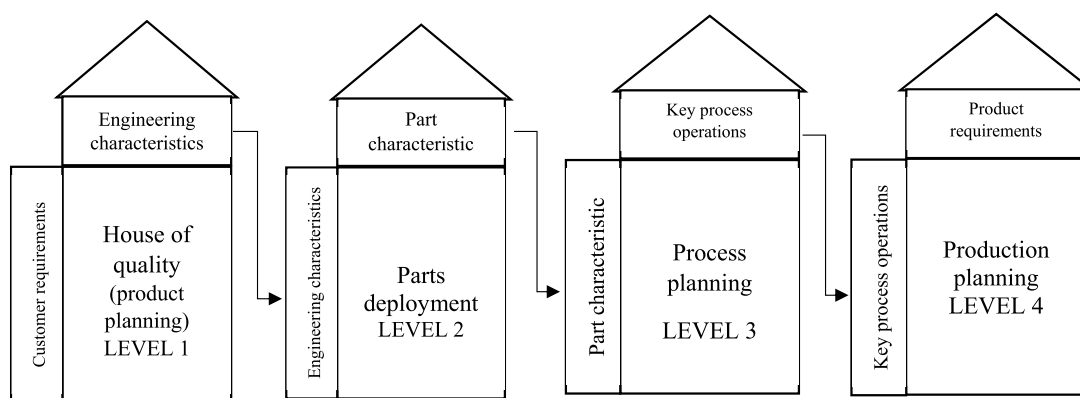 Engineering
characteristics
Customer requirements
House of
quality
(product
planning)
LEVEL 1
Part
characteristic
Engineering characteristics
Parts
deployment
LEVEL 2
Key process
operations
Part characteristic
Process
planning
LEVEL 3
Product
requirements
Key process operations
Production
planning
LEVEL 4